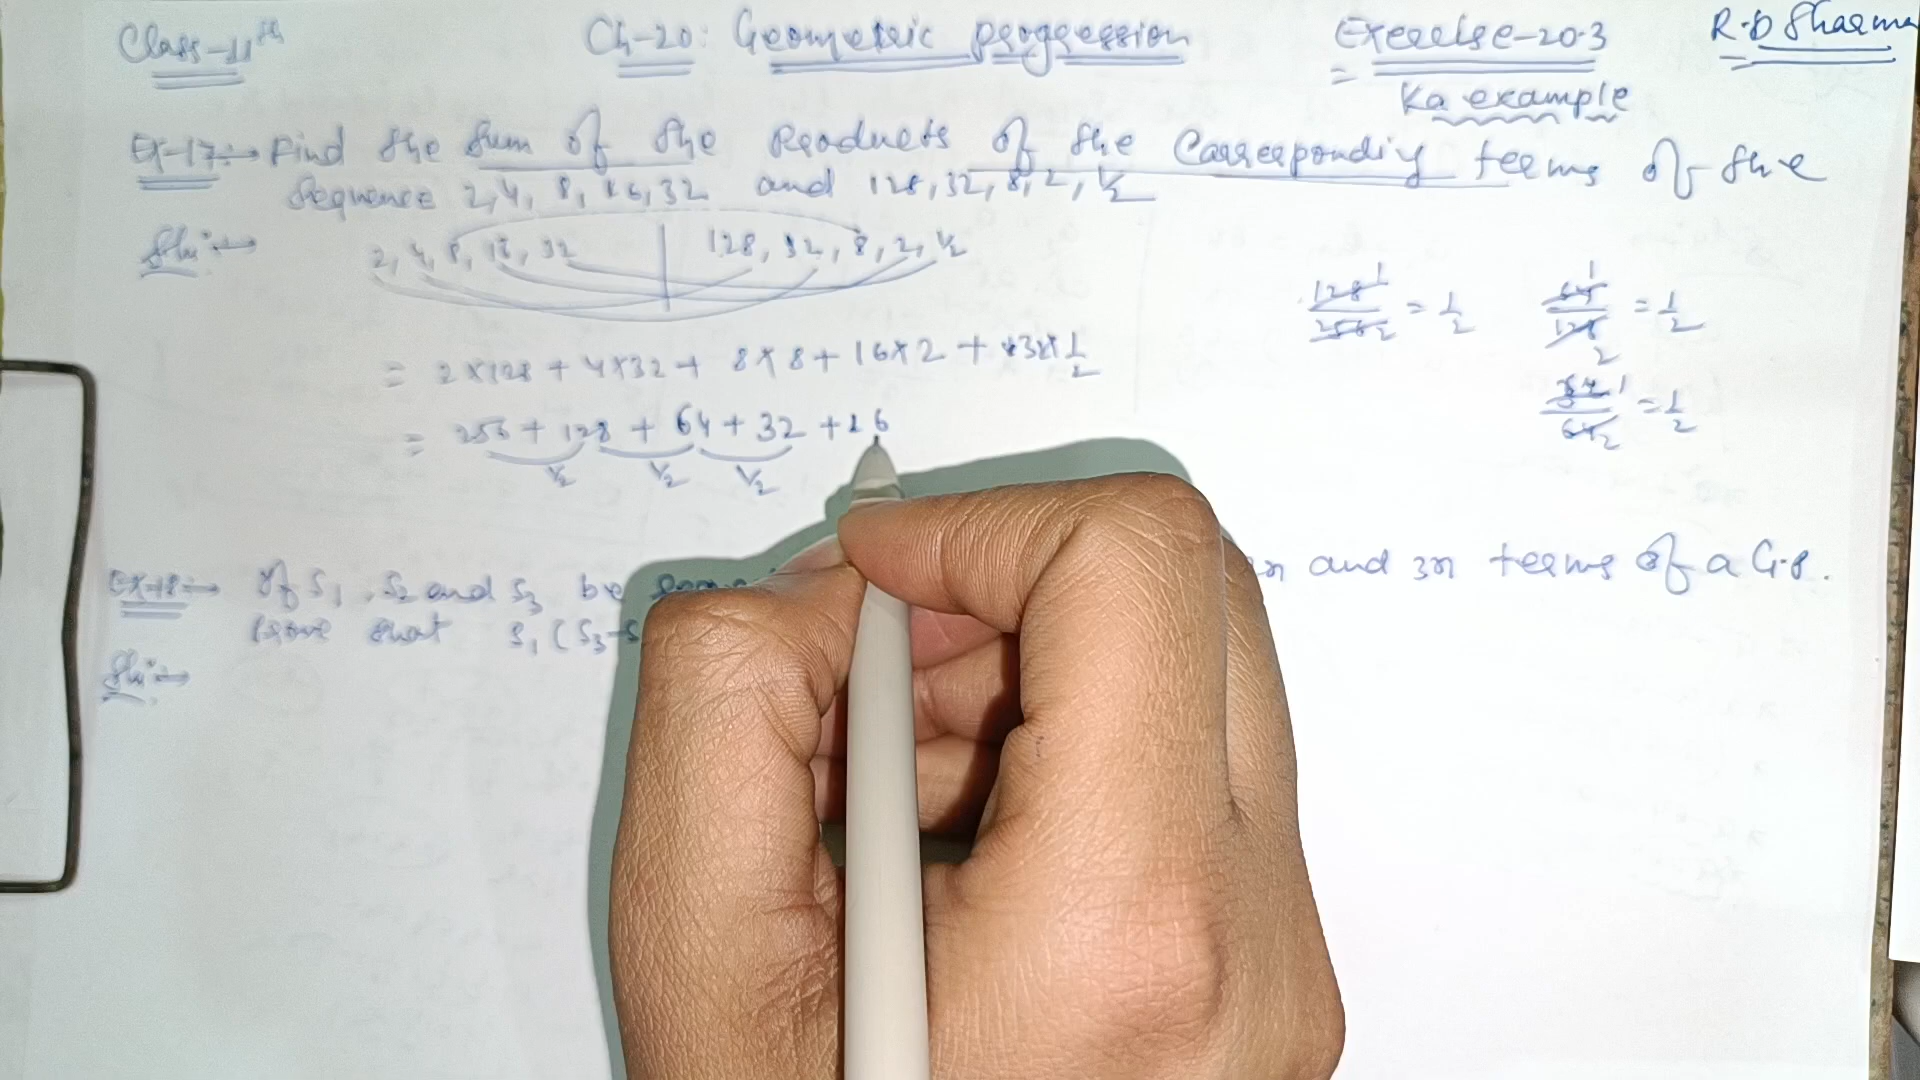 Class-11th Ch-20: Geometric progression Exercise-20.3 R.D Sharma
Ka example
Ex-17:→ Find the sum of the Products of the Corresponding terms of the
Sequence 2, 4, 8, 16, 32 and 128, 32, 8, 2, 1/2
Sol:→ 2, 4, 8, 16, 32 | 128, 32, 8, 2, 1/2
= 2×128 + 4×32 + 8×8 + 16×2 + 32×1/2
= 256 + 128 + 64 + 32 + 16
1/2 1/2 1/2
128/256 = 1/2 64/128 = 1/2
32/64 = 1/2
Ex-18:→ If S1, S2 and S3 be and 3n terms of a G.P.
Prove that S1 (S3-S
Sol:→